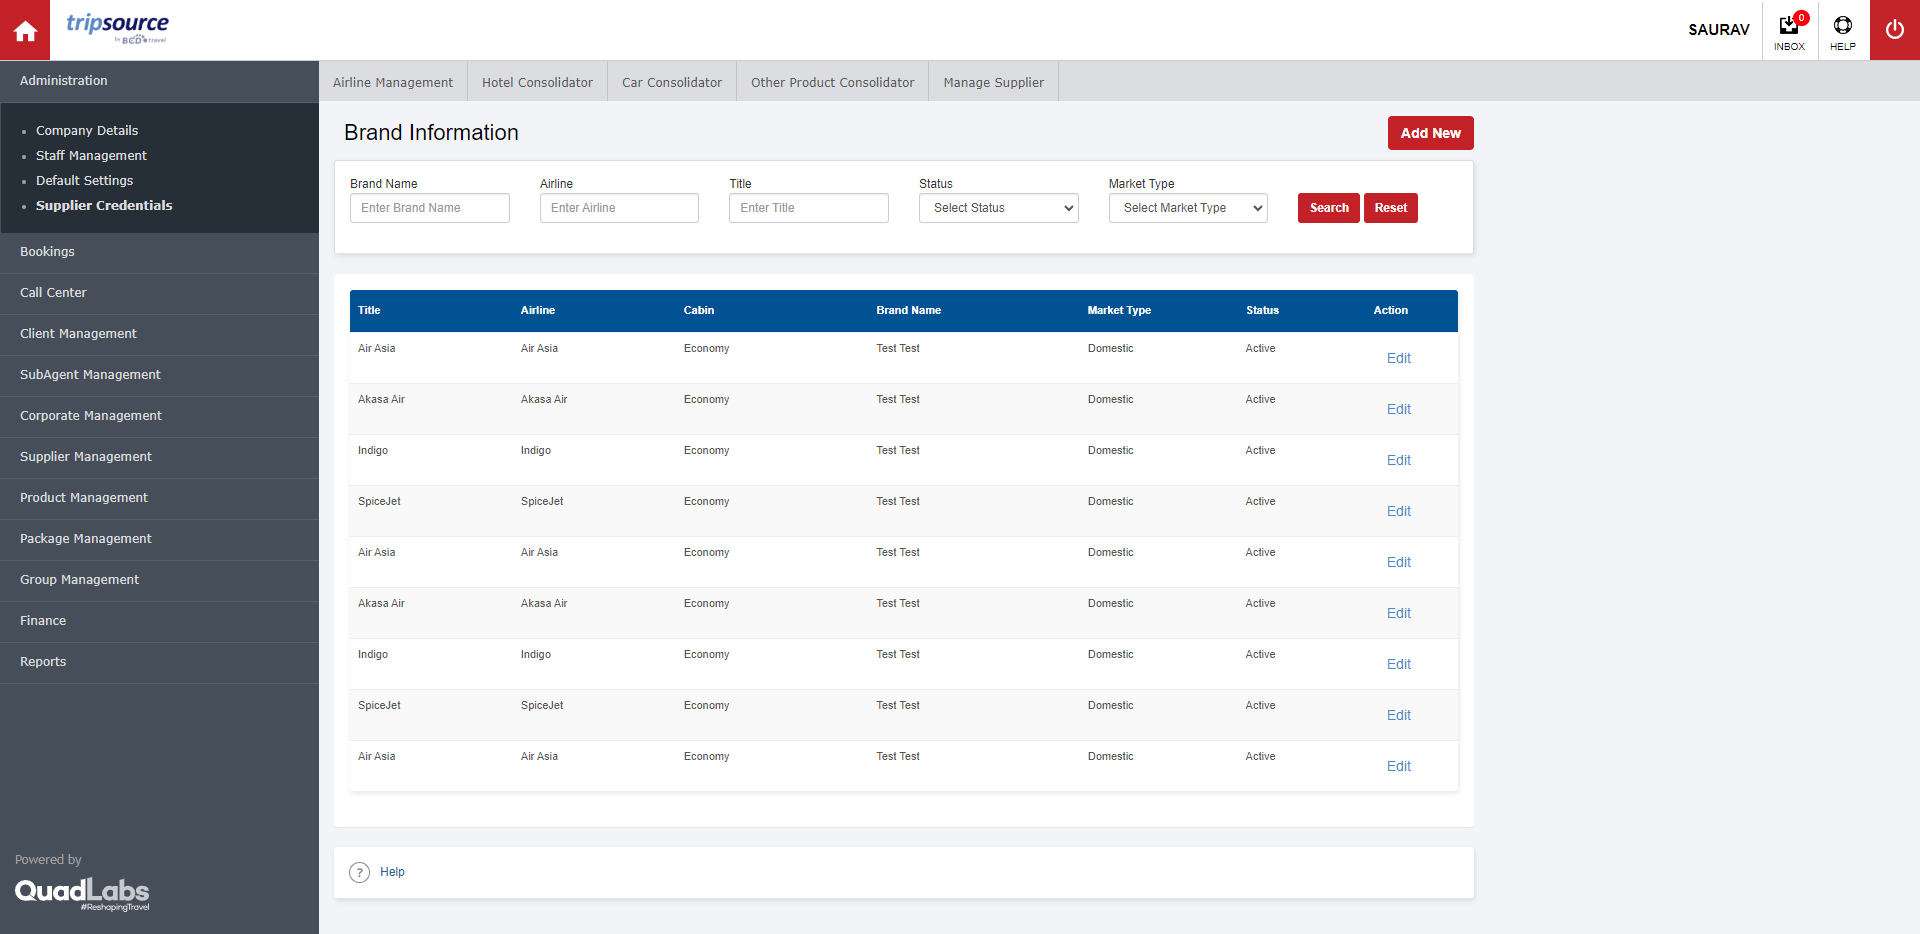 tripsource
by BCD travel
SAURAV
0
INBOX
HELP
Administration
Company Details
Staff Management
Default Settings
Supplier Credentials
Bookings
Call Center
Client Management
SubAgent Management
Corporate Management
Supplier Management
Product Management
Package Management
Group Management
Finance
Reports
Powered by
QuadLabs
#ReshapingTravel
Airline Management Hotel Consolidator Car Consolidator Other Product Consolidator Manage Supplier
Brand Information
Add New
Brand Name Airline Title Status Market Type
Enter Brand Name Enter Airline Enter Title Select Status Select Market Type Search Reset
Title Airline Cabin Brand Name Market Type Status Action
Air Asia Air Asia Economy Test Test Domestic Active Edit
Akasa Air Akasa Air Economy Test Test Domestic Active Edit
Indigo Indigo Economy Test Test Domestic Active Edit
SpiceJet SpiceJet Economy Test Test Domestic Active Edit
Air Asia Air Asia Economy Test Test Domestic Active Edit
Akasa Air Akasa Air Economy Test Test Domestic Active Edit
Indigo Indigo Economy Test Test Domestic Active Edit
SpiceJet SpiceJet Economy Test Test Domestic Active Edit
Air Asia Air Asia Economy Test Test Domestic Active Edit
? Help